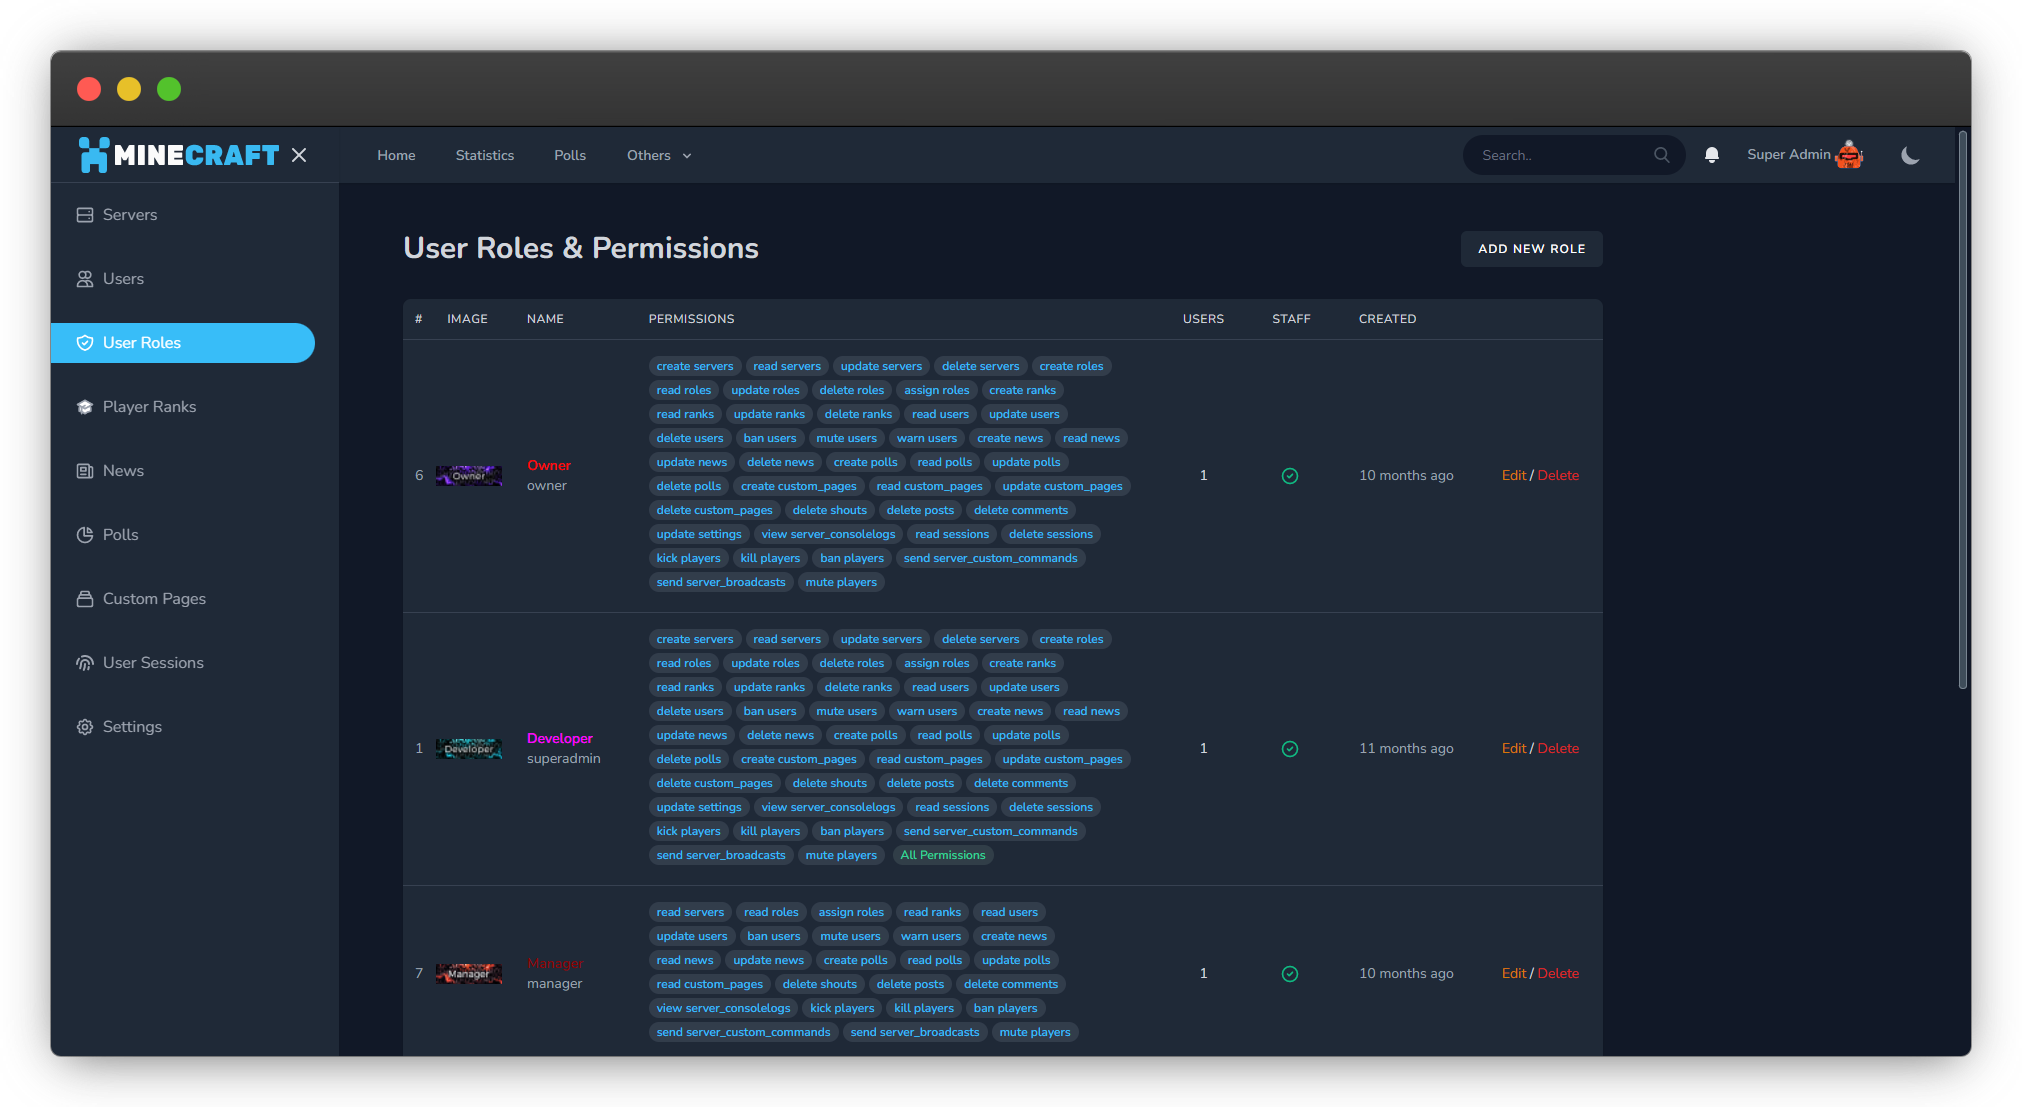 MINECRAFT
Home Statistics Polls Others
Search..
Super Admin
Servers
Users
User Roles
Player Ranks
News
Polls
Custom Pages
User Sessions
Settings
User Roles & Permissions
ADD NEW ROLE
# IMAGE NAME PERMISSIONS USERS STAFF CREATED
create servers read servers update servers delete servers create roles
read roles update roles delete roles assign roles create ranks
read ranks update ranks delete ranks read users update users
delete users ban users mute users warn users create news read news
update news delete news create polls read polls update polls
delete polls create custom_pages read custom_pages update custom_pages
delete custom_pages delete shouts delete posts delete comments
update settings view server_consolelogs read sessions delete sessions
kick players kill players ban players send server_custom_commands
send server_broadcasts mute players
6 Owner Owner
owner
1 10 months ago Edit / Delete
create servers read servers update servers delete servers create roles
read roles update roles delete roles assign roles create ranks
read ranks update ranks delete ranks read users update users
delete users ban users mute users warn users create news read news
update news delete news create polls read polls update polls
delete polls create custom_pages read custom_pages update custom_pages
delete custom_pages delete shouts delete posts delete comments
update settings view server_consolelogs read sessions delete sessions
kick players kill players ban players send server_custom_commands
send server_broadcasts mute players All Permissions
1 Developer Developer
superadmin
1 11 months ago Edit / Delete
read servers read roles assign roles read ranks read users
update users ban users mute users warn users create news
read news update news create polls read polls update polls
read custom_pages delete shouts delete posts delete comments
view server_consolelogs kick players kill players ban players
send server_custom_commands send server_broadcasts mute players
7 Manager Manager
manager
1 10 months ago Edit / Delete